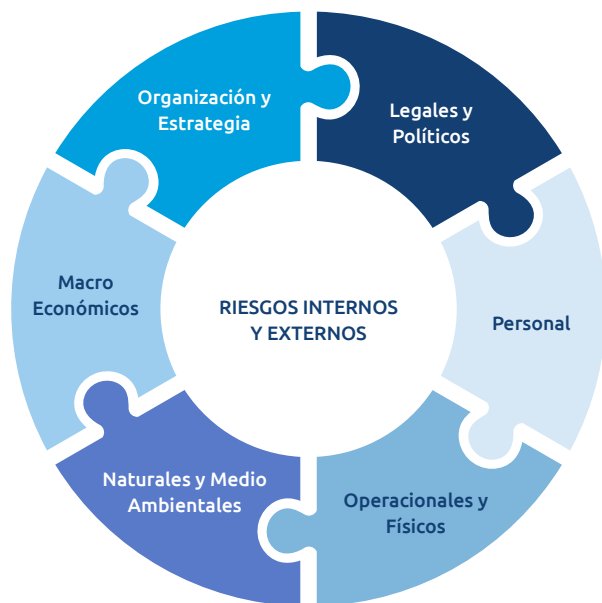 Organización y
Estrategia
Legales y
Políticos
Macro
Económicos
RIESGOS INTERNOS
Y EXTERNOS
Personal
Naturales y Medio
Ambientales
Operacionales y
Físicos